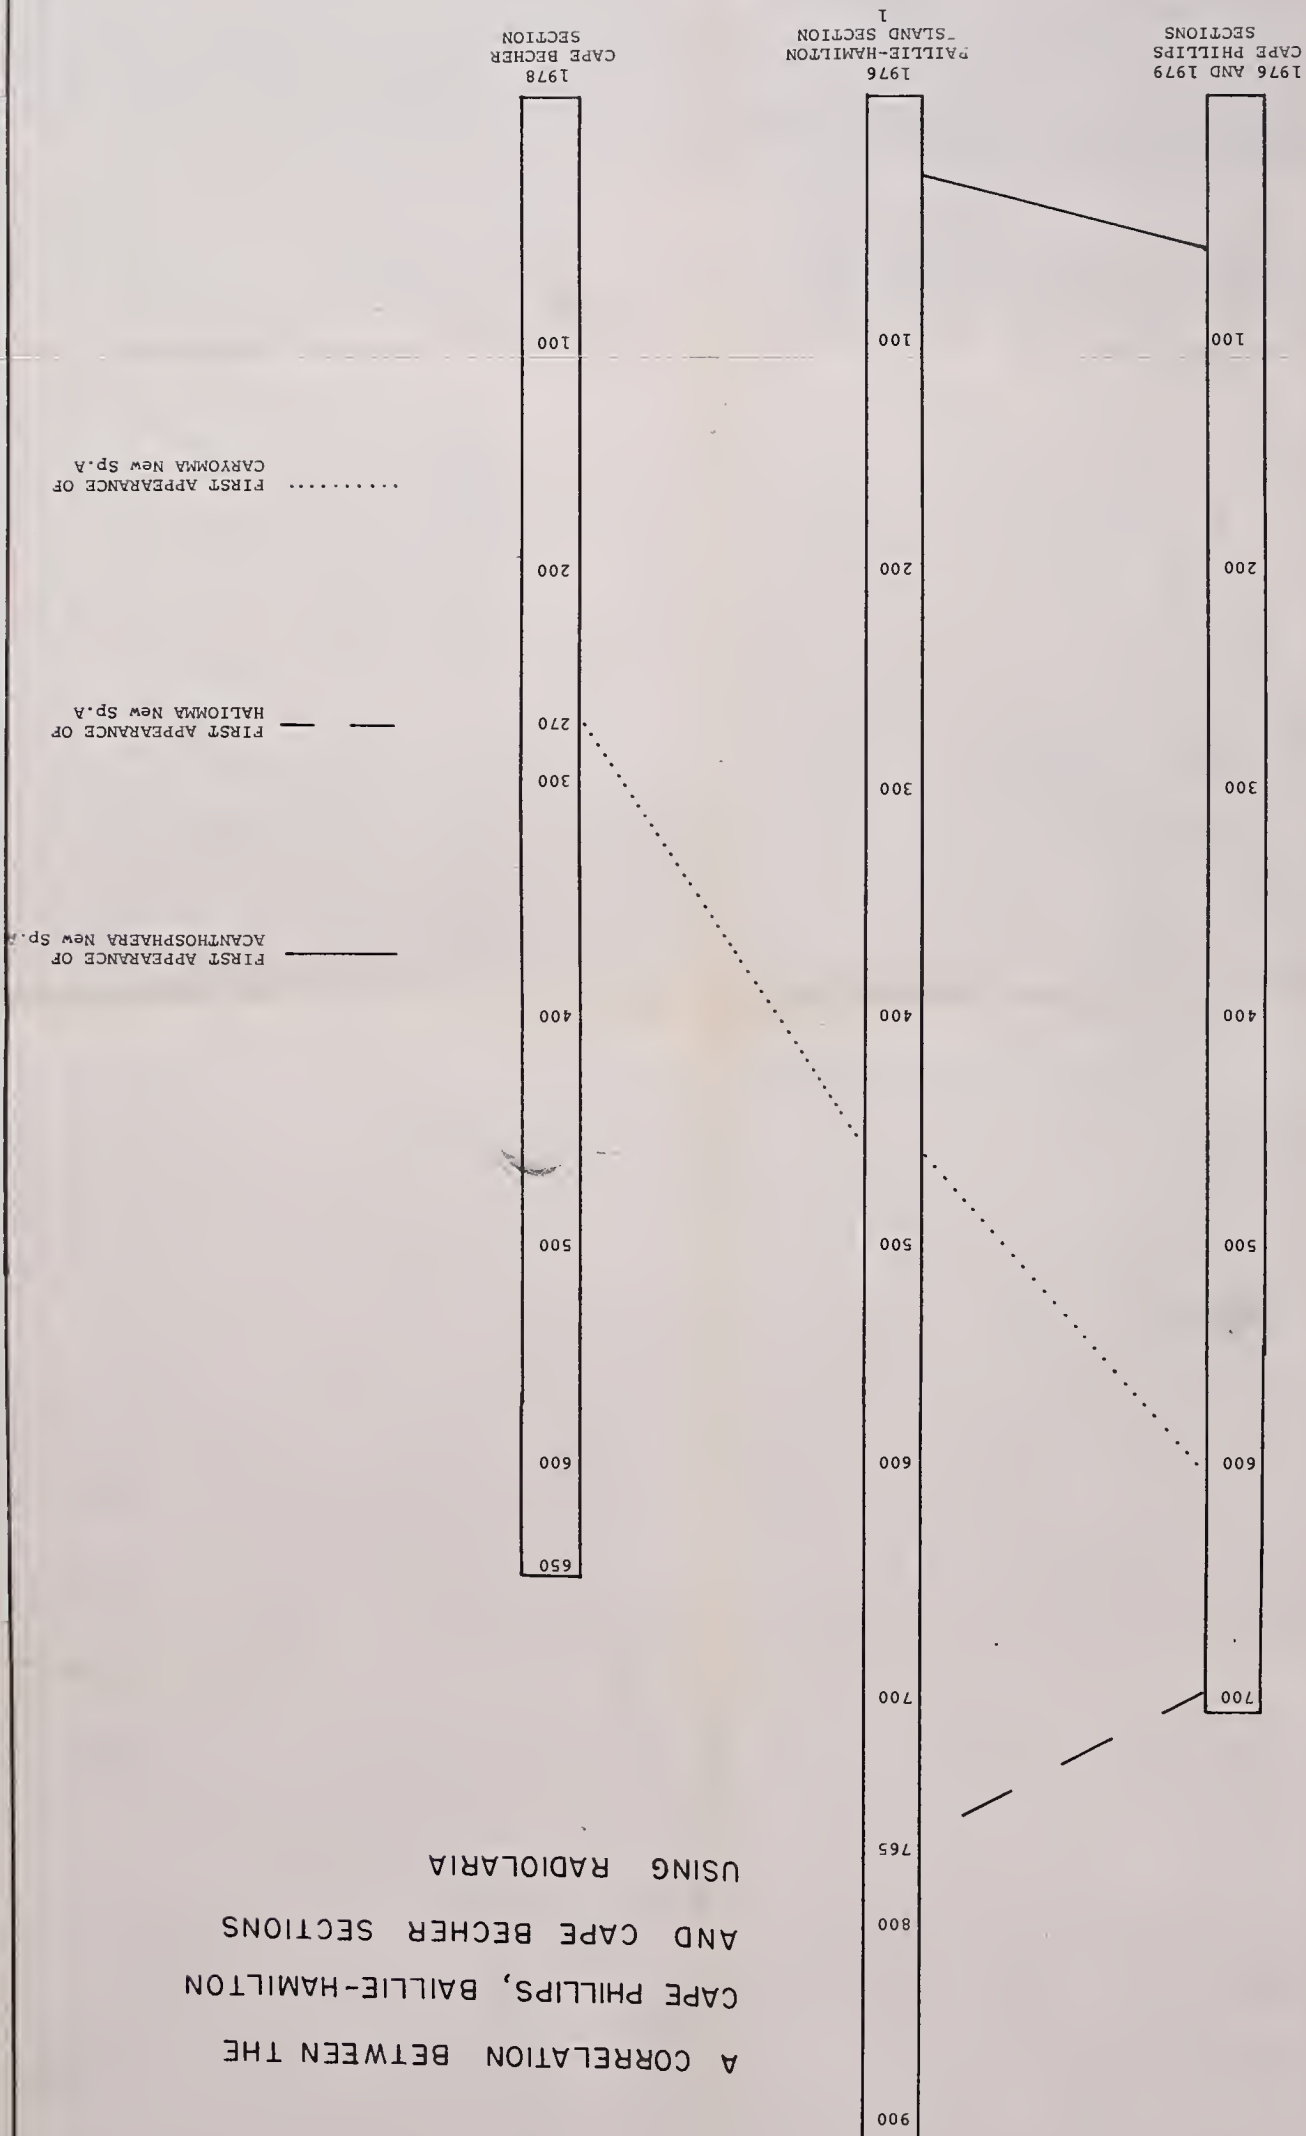 900
A CORRELATION BETWEEN THE
CAPE PHILLIPS, BAILLIE-HAMILTON
AND CAPE BECHER SECTIONS
USING RADIOLARIA
700
600
500
400
300
200
100
1976 AND 1979
CAPE PHILLIPS
SECTIONS
800
765
700
600
500
400
300
200
100
1976
BAILLIE-HAMILTON
ISLAND SECTION
1
650
600
500
400
300
270
200
100
1978
CAPE BECHER
SECTION
FIRST APPEARANCE OF
ACANTHOSPHAERA New Sp.
FIRST APPEARANCE OF
HALIOMMA New Sp.A
FIRST APPEARANCE OF
CARYOMMA New Sp.A